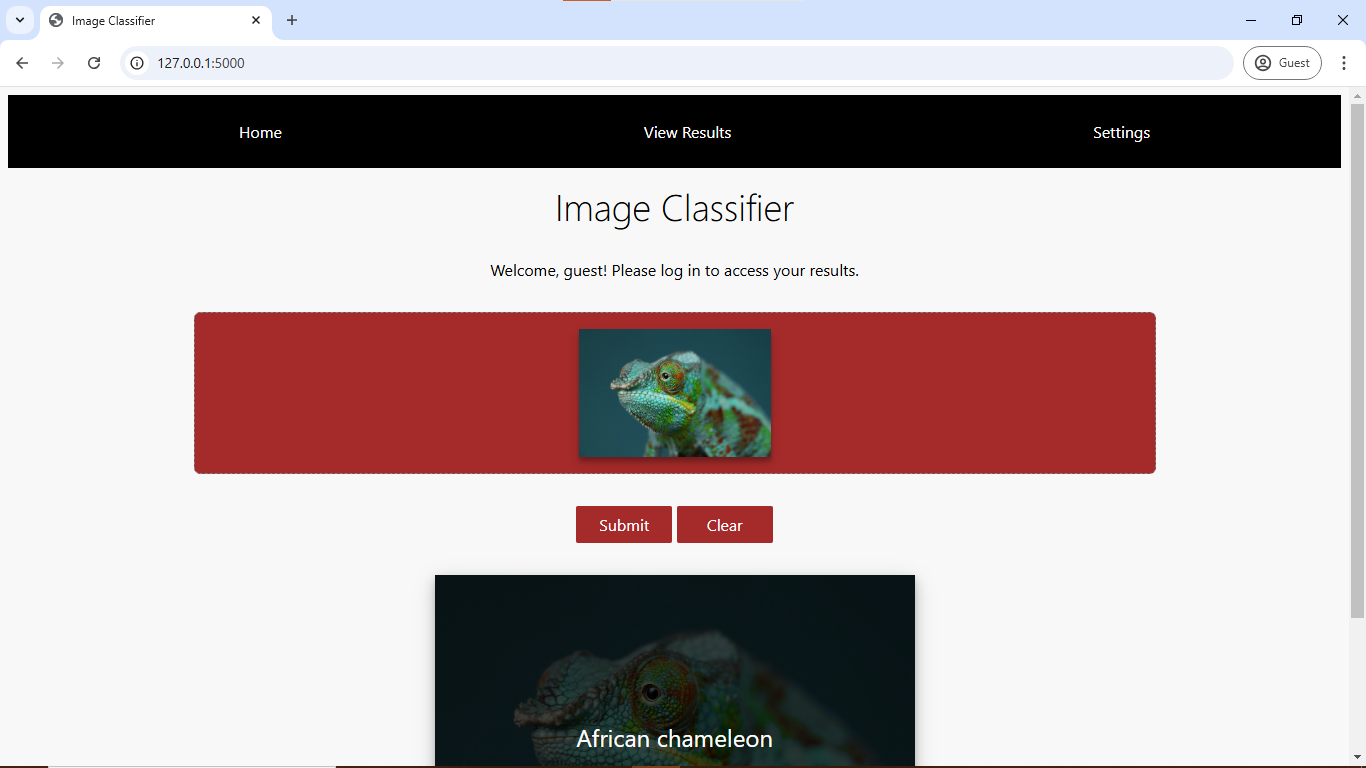 Image Classifier
127.0.0.1:5000
Guest
Home View Results Settings
Image Classifier
Welcome, guest! Please log in to access your results.
Submit Clear
African chameleon